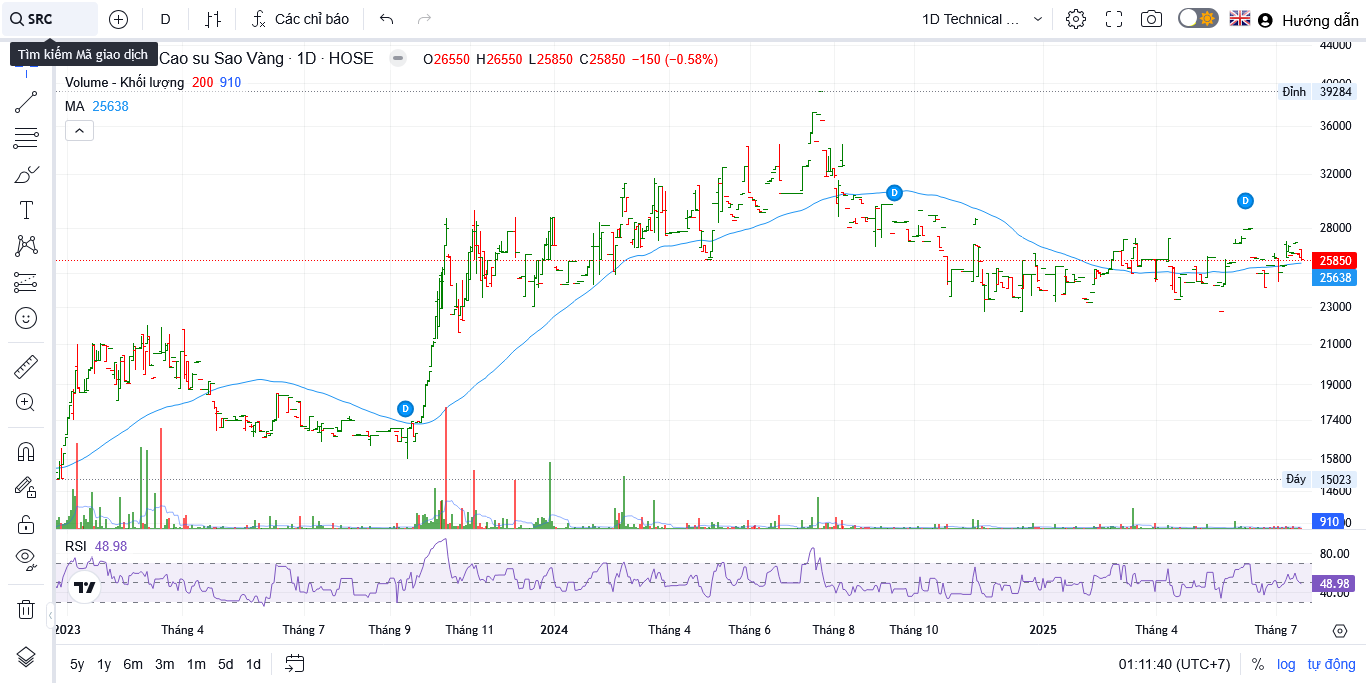 SRC
D
Các chỉ báo
1D Technical ...
Hướng dẫn
Tìm kiếm Mã giao dịch
Cao su Sao Vàng · 1D · HOSE
O26550 H26550 L25850 C25850 −150 (−0.58%)
Volume - Khối lượng 200 910
MA 25638
44000
Đỉnh 39284
36000
32000
28000
25850
25638
23000
21000
19000
17400
15800
Đáy 15023
14600
910
D
D
D
T
RSI 48.98
80.00
48.98
40.00
2023 Tháng 4 Tháng 7 Tháng 9 Tháng 11 2024 Tháng 4 Tháng 6 Tháng 8 Tháng 10 2025 Tháng 4 Tháng 7
5y 1y 6m 3m 1m 5d 1d
01:11:40 (UTC+7) % log tự động